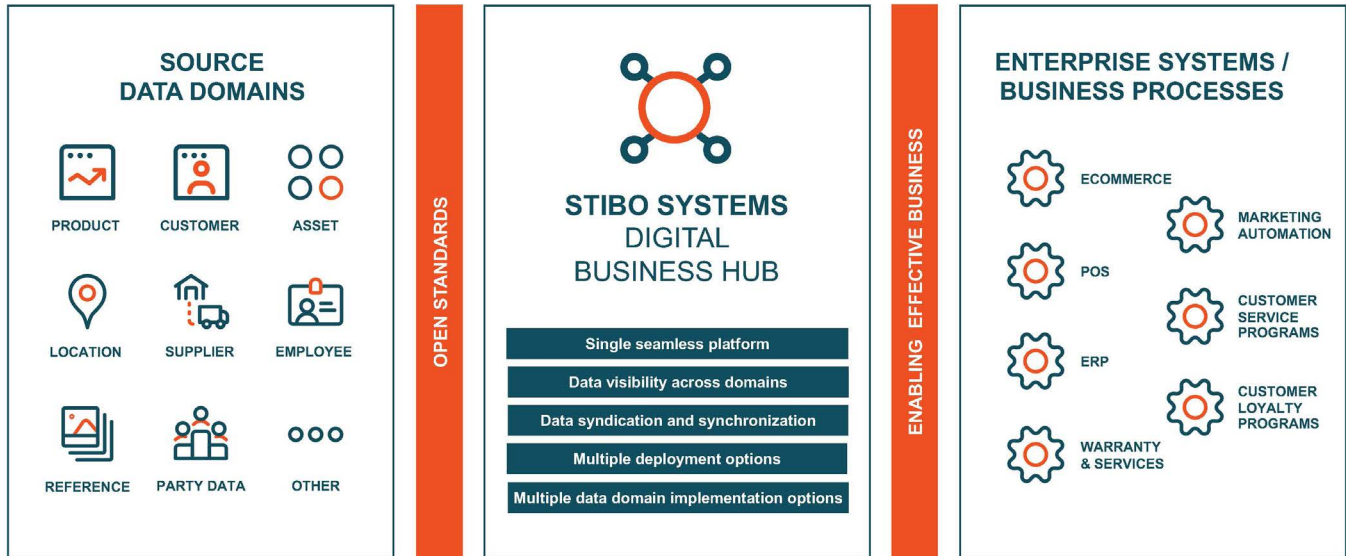 SOURCE
DATA DOMAINS
PRODUCT
CUSTOMER
ASSET
LOCATION
SUPPLIER
EMPLOYEE
REFERENCE
PARTY DATA
OTHER
OPEN STANDARDS
STIBO SYSTEMS
DIGITAL
BUSINESS HUB
Single seamless platform
Data visibility across domains
Data syndication and synchronization
Multiple deployment options
Multiple data domain implementation options
ENABLING EFFECTIVE BUSINESS
ENTERPRISE SYSTEMS /
BUSINESS PROCESSES
ECOMMERCE
MARKETING
AUTOMATION
POS
CUSTOMER
SERVICE
PROGRAMS
ERP
CUSTOMER
LOYALTY
PROGRAMS
WARRANTY
& SERVICES